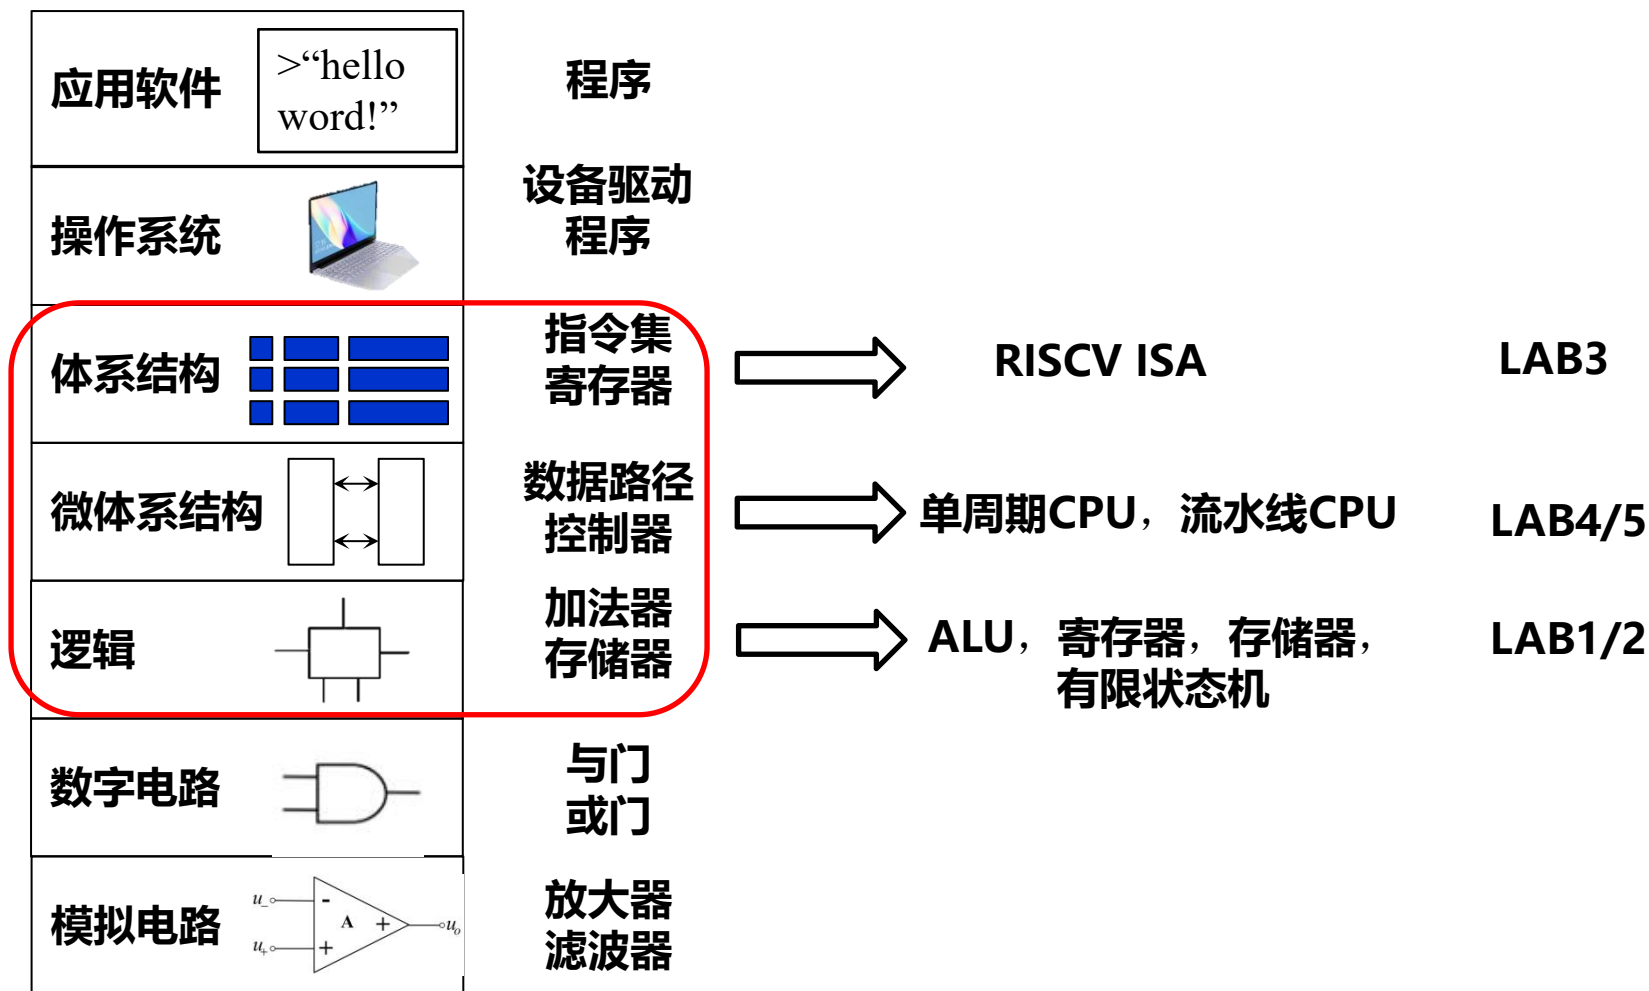 应用软件
>“hello
word!”
程序
操作系统
设备驱动
程序
体系结构
指令集
寄存器
RISCV ISA
LAB3
微体系结构
数据路径
控制器
单周期CPU，流水线CPU
LAB4/5
逻辑
加法器
存储器
ALU，寄存器，存储器，
有限状态机
LAB1/2
数字电路
与门
或门
模拟电路
u_
-
A
+
uo
u+
+
放大器
滤波器